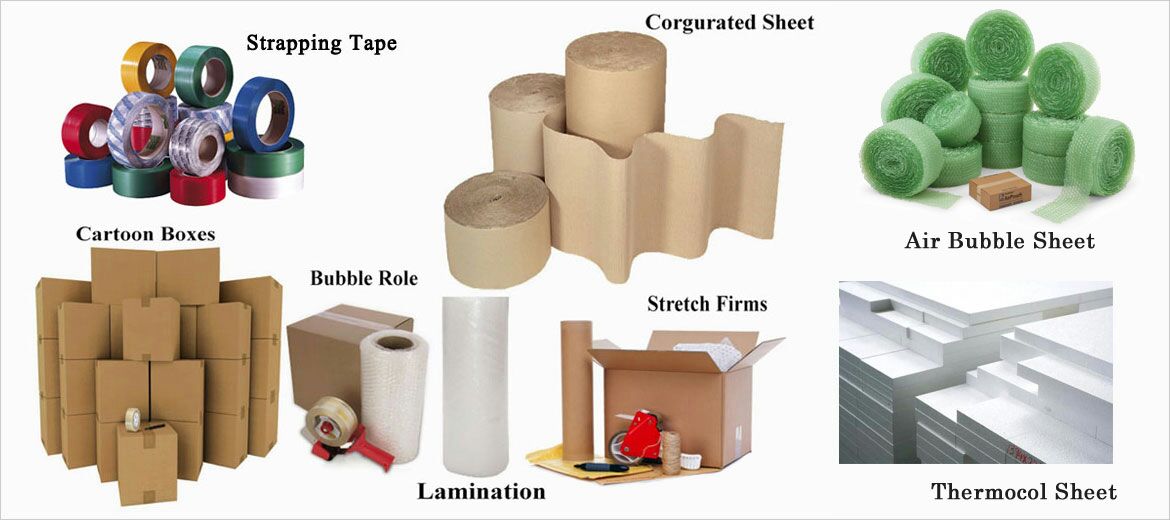 Corgurated Sheet
Strapping Tape
Cartoon Boxes
Air Bubble Sheet
Bubble Role
Stretch Firms
Lamination
Thermocol Sheet